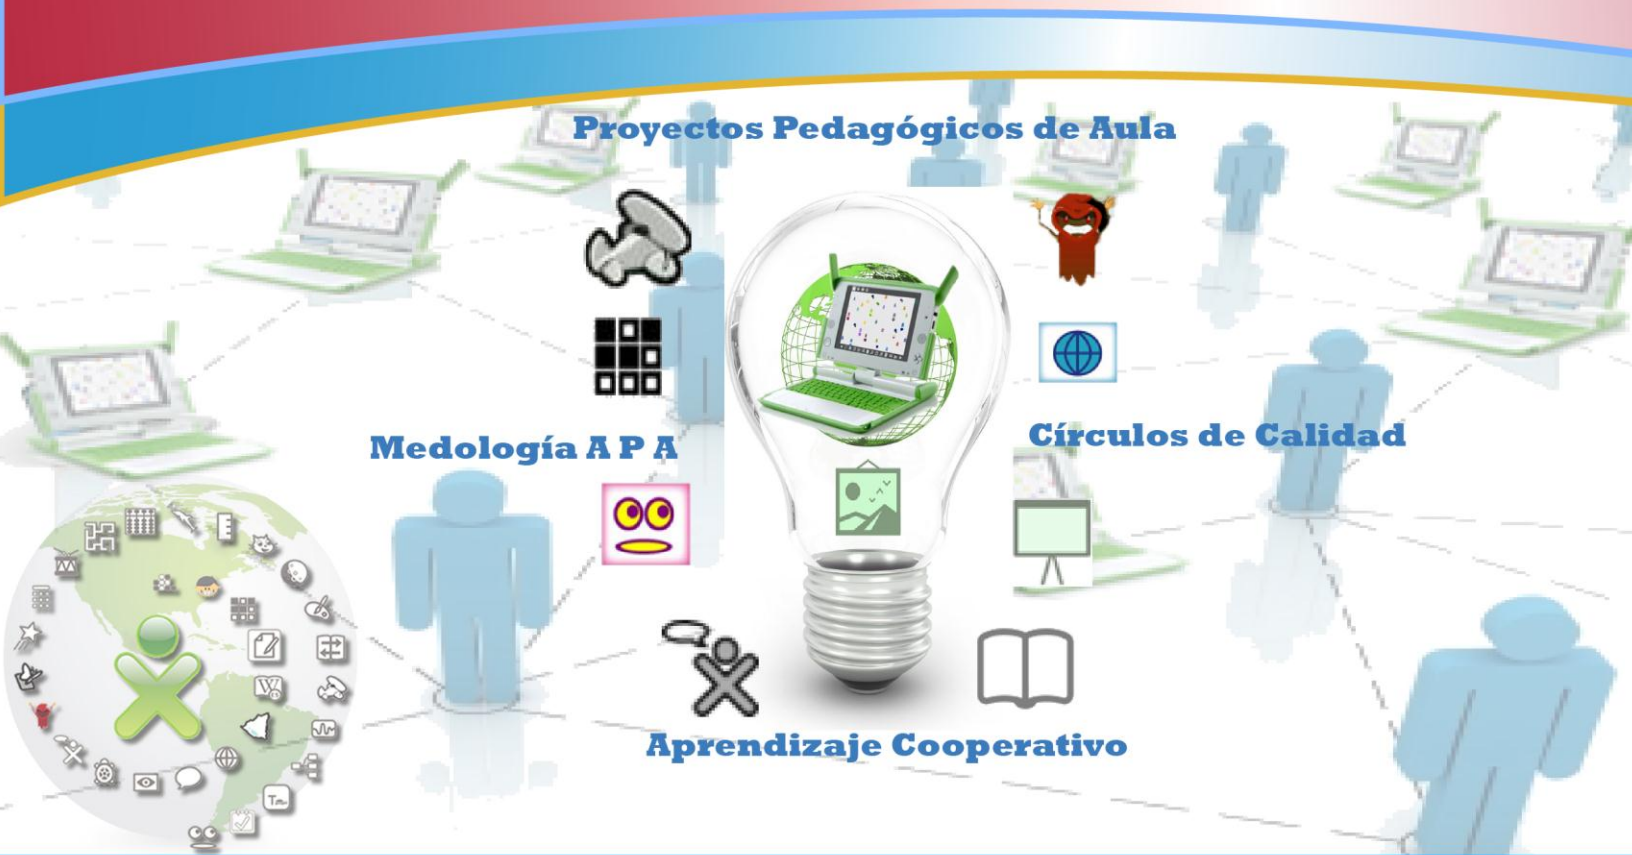 Proyectos Pedagógicos de Aula
Medología A P A
Círculos de Calidad
Aprendizaje Cooperativo